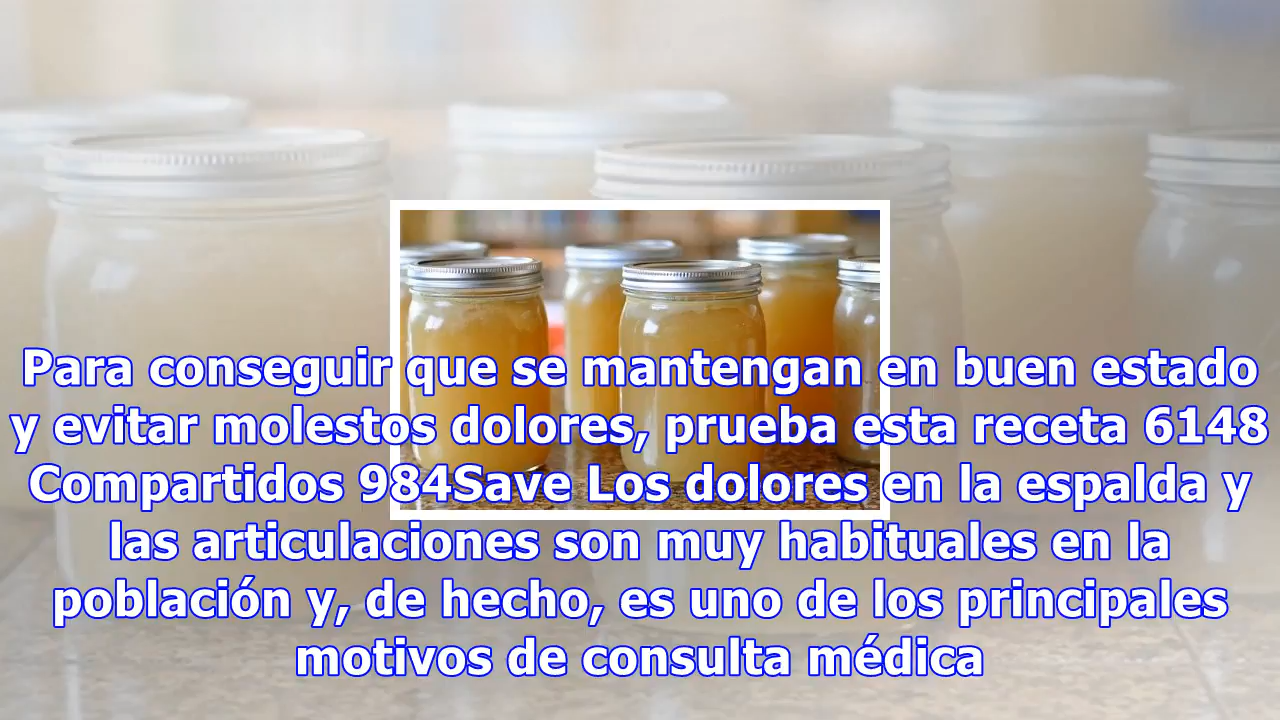 Para conseguir que se mantengan en buen estado
y evitar molestos dolores, prueba esta receta 6148
Compartidos 984Save Los dolores en la espalda y
las articulaciones son muy habituales en la
población y, de hecho, es uno de los principales
motivos de consulta médica